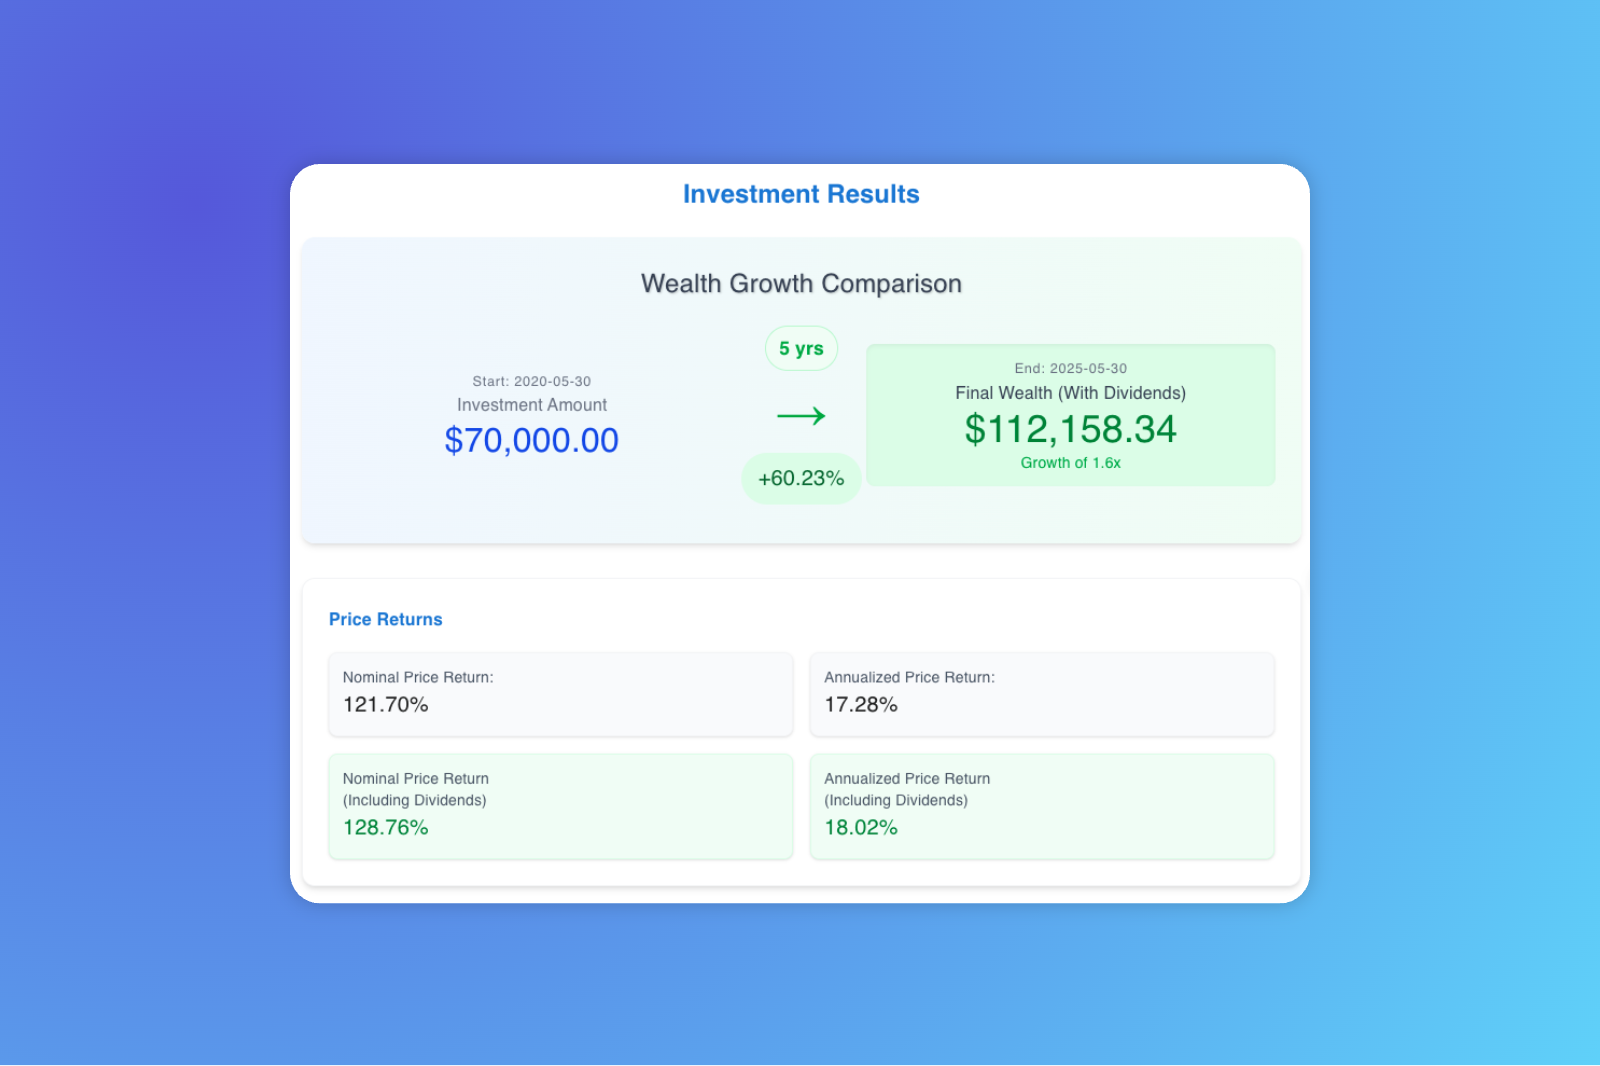 Investment Results
Wealth Growth Comparison
5 yrs
Start: 2020-05-30
Investment Amount
$70,000.00
→
+60.23%
End: 2025-05-30
Final Wealth (With Dividends)
$112,158.34
Growth of 1.6x
Price Returns
Nominal Price Return:
121.70%
Annualized Price Return:
17.28%
Nominal Price Return
(Including Dividends)
128.76%
Annualized Price Return
(Including Dividends)
18.02%